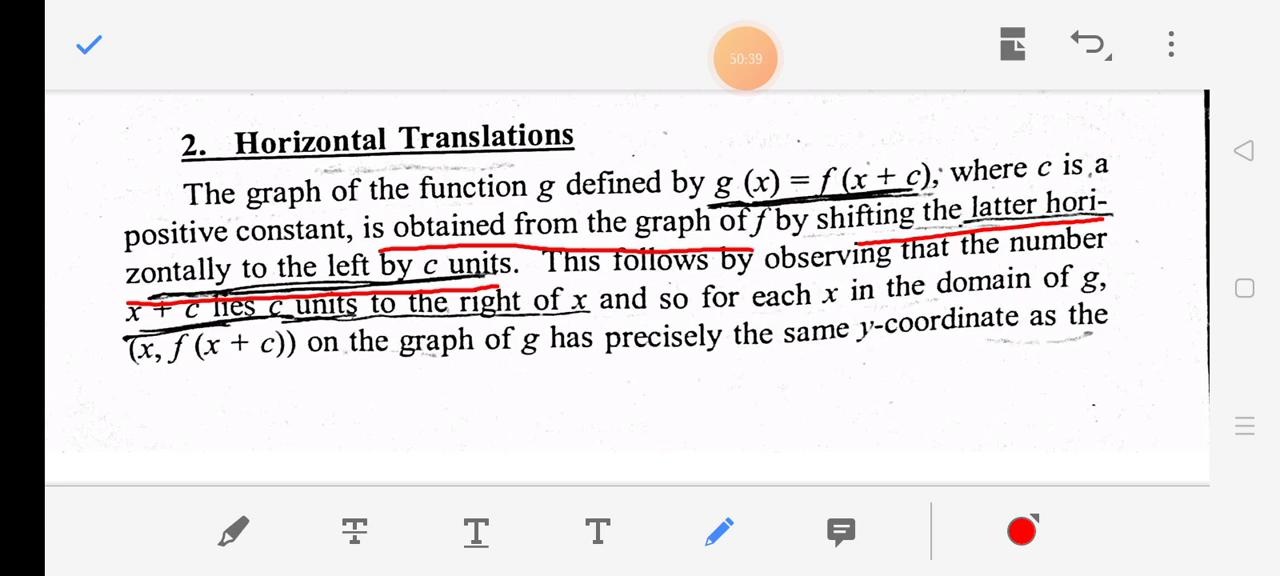 50:39
2. Horizontal Translations
The graph of the function g defined by g (x) = f (x + c), where c is a
positive constant, is obtained from the graph of f by shifting the latter hori-
zontally to the left by c units. This follows by observing that the number
x + c lies c units to the right of x and so for each x in the domain of g,
(x, f (x + c)) on the graph of g has precisely the same y-coordinate as the
T
T
T